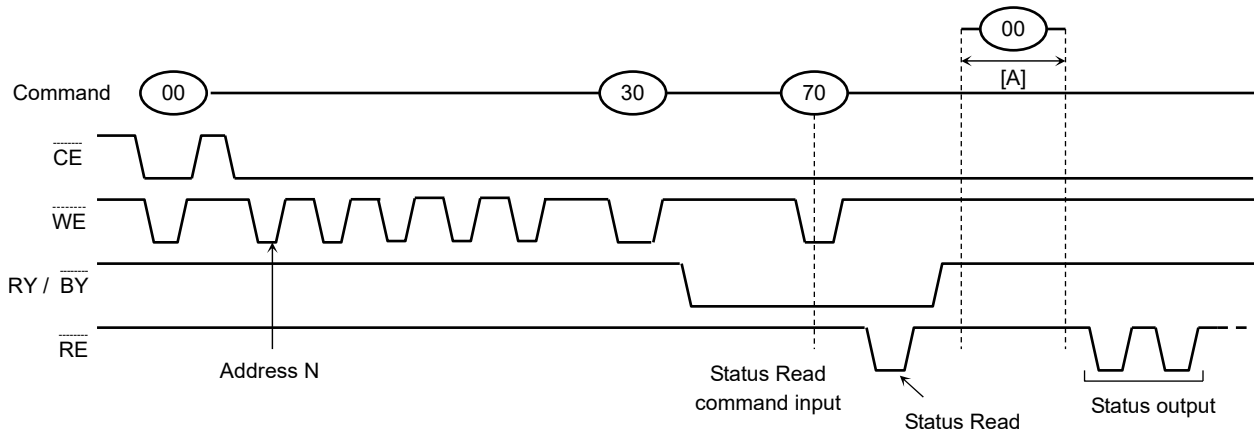 00
[A]
Command 00 30 70
CE
WE
RY / BY
RE
Address N
Status Read
command input
Status Read
Status output